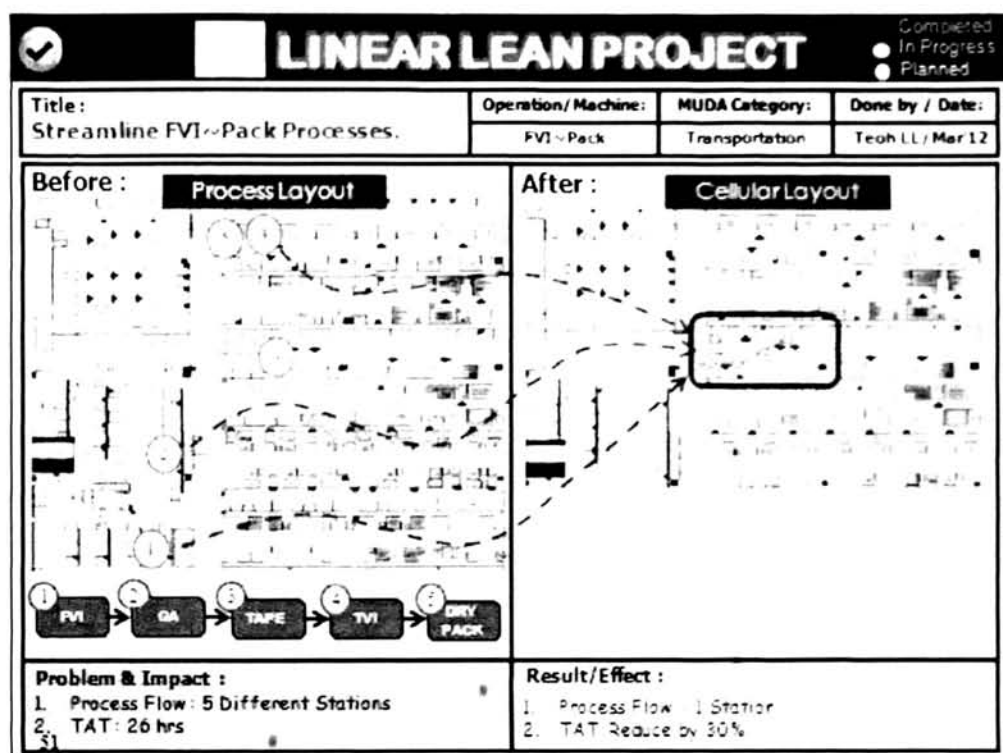 LINEAR LEAN PROJECT
Completed
In Progress
Planned
Title :
Streamline FVI~Pack Processes.
Operation/Machine:
FVI~Pack
MUDA Category:
Transportation
Done by / Date:
Teoh LL/ Mar 12
Before :
Process Layout
After :
Cellular Layout
1
2
3
4
5
FVI
QA
TAPE
TVI
DRY
PACK
Problem & Impact :
1. Process Flow : 5 Different Stations
2. TAT : 26 hrs
51
Result/Effect :
1. Process Flow : 1 Station
2. TAT Reduce by 30%